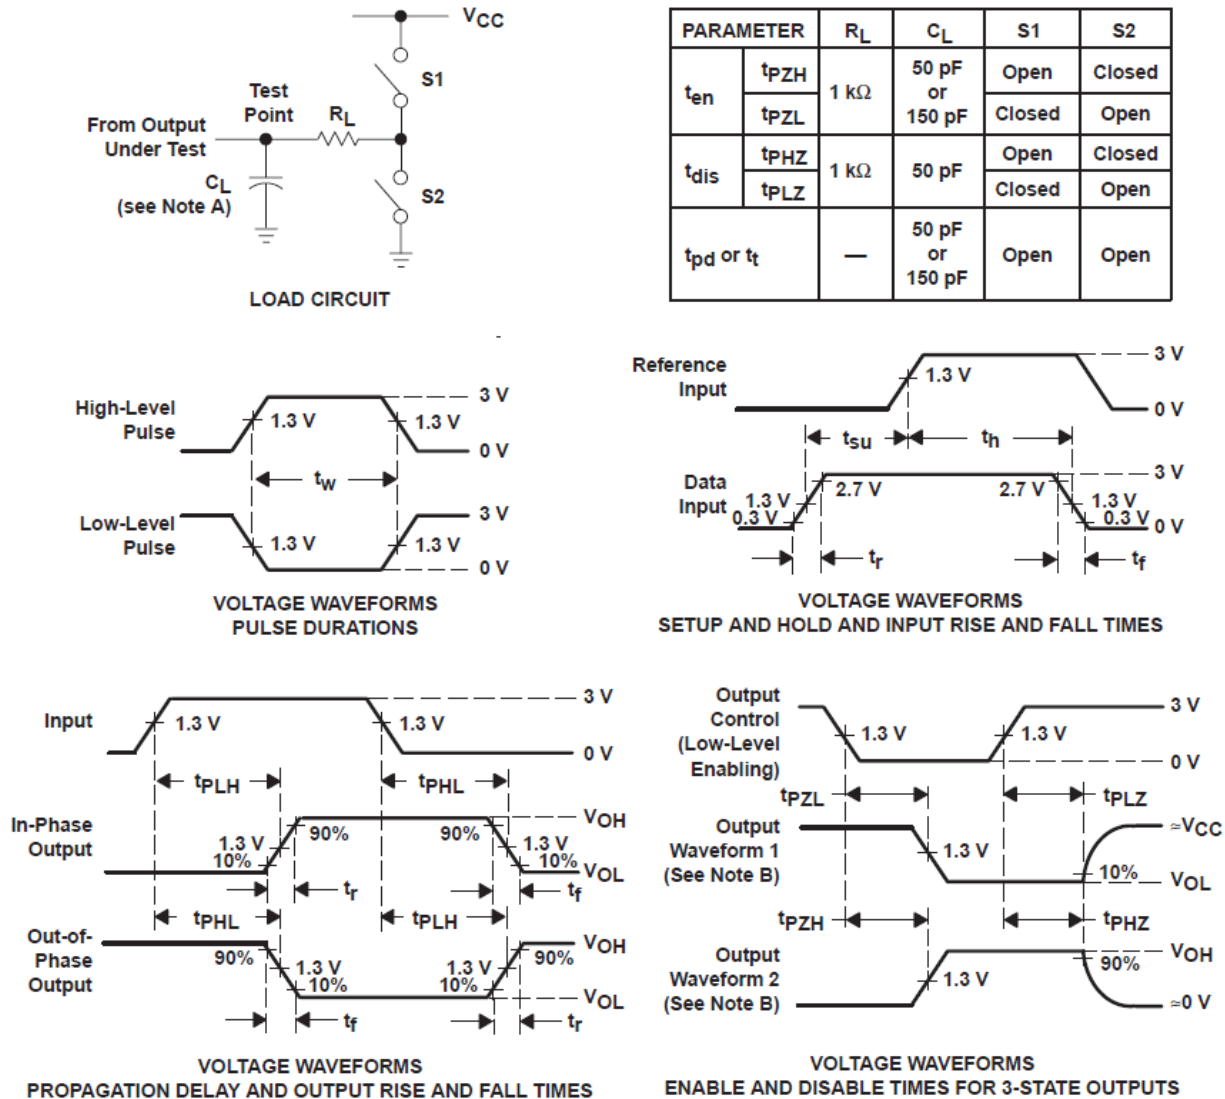 VCC
S1
Test
Point
RL
From Output
Under Test
CL
(see Note A)
S2
LOAD CIRCUIT
PARAMETER RL CL S1 S2
ten tPZH 1 kΩ 50 pF or 150 pF Open Closed
tPZL Closed Open
tdis tPHZ 1 kΩ 50 pF Open Closed
tPLZ Closed Open
tpd or tt — 50 pF or 150 pF Open Open
High-Level
Pulse
1.3 V 1.3 V
3 V
0 V
tw
Low-Level
Pulse
1.3 V 1.3 V
3 V
0 V
VOLTAGE WAVEFORMS
PULSE DURATIONS
Reference
Input
1.3 V
3 V
0 V
tsu th
Data
Input
1.3 V
0.3 V
2.7 V 2.7 V
1.3 V
0.3 V
3 V
0 V
tr tf
VOLTAGE WAVEFORMS
SETUP AND HOLD AND INPUT RISE AND FALL TIMES
Input
1.3 V 1.3 V
3 V
0 V
tPLH tPHL
In-Phase
Output
1.3 V
10%
90% 90%
1.3 V
10%
VOH
VOL
tr tf
tPHL tPLH
Out-of-
Phase
Output
90%
1.3 V
10%
1.3 V
10%
90%
VOH
VOL
tf tr
VOLTAGE WAVEFORMS
PROPAGATION DELAY AND OUTPUT RISE AND FALL TIMES
Output
Control
(Low-Level
Enabling)
1.3 V 1.3 V
3 V
0 V
tPZL tPLZ
Output
Waveform 1
(See Note B)
1.3 V
10%
≈VCC
VOL
tPZH tPHZ
Output
Waveform 2
(See Note B)
1.3 V
90%
VOH
≈0 V
VOLTAGE WAVEFORMS
ENABLE AND DISABLE TIMES FOR 3-STATE OUTPUTS